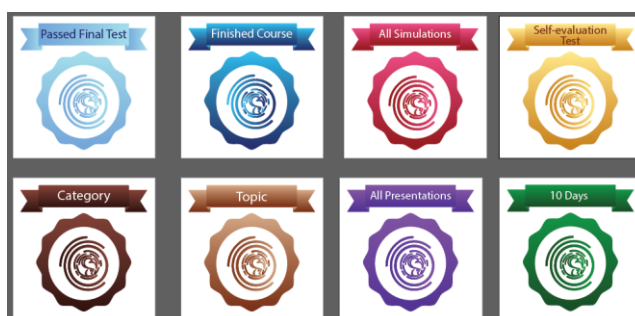 Passed Final Test
Finished Course
All Simulations
Self-evaluation
Test
Category
Topic
All Presentations
10 Days